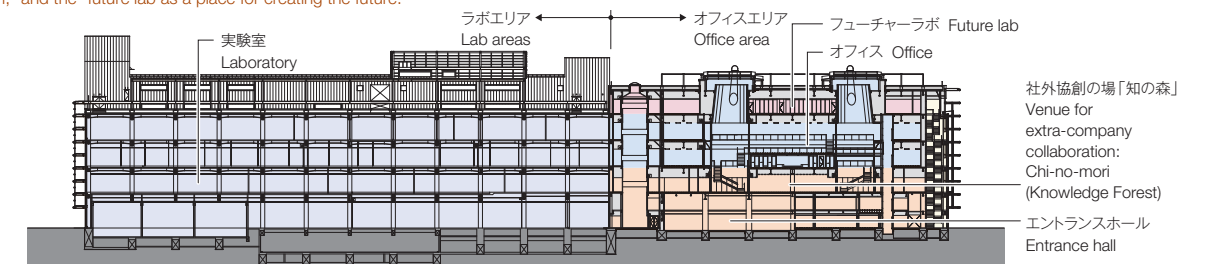 n," and the "future lab as a place for creating the future."
ラボエリア
Lab areas
オフィスエリア
Office area
実験室
Laboratory
フューチャーラボ Future lab
オフィス Office
社外協創の場「知の森」
Venue for
extra-company
collaboration:
Chi-no-mori
(Knowledge Forest)
エントランスホール
Entrance hall